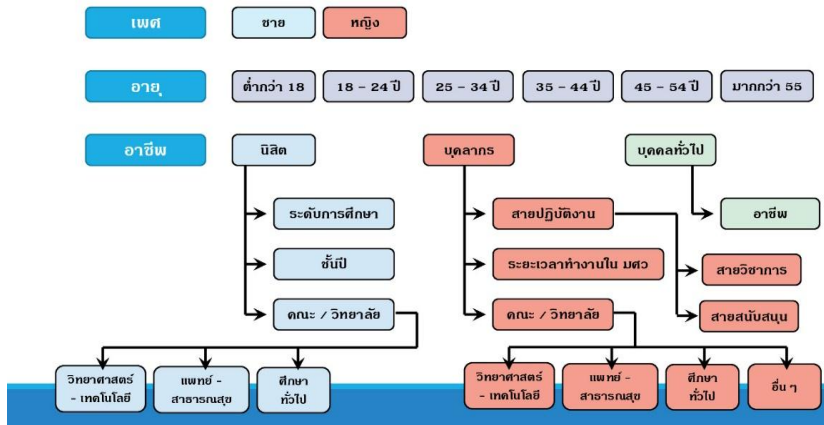 เพศ ชาย หญิง
อายุ ต่ำกว่า 18 18 - 24 ปี 25 - 34 ปี 35 - 44 ปี 45 - 54 ปี มากกว่า 55
อาชีพ นิสิต บุคลากร บุคคลทั่วไป
ระดับการศึกษา สายปฏิบัติงาน อาชีพ
ชั้นปี ระยะเวลาทำงานใน มศว สายวิชาการ
คณะ / วิทยาลัย คณะ / วิทยาลัย สายสนับสนุน
วิทยาศาสตร์ แพทย์ - ศึกษา วิทยาศาสตร์ แพทย์ - ศึกษา อื่น ๆ
- เทคโนโลยี สาธารณสุข ทั่วไป - เทคโนโลยี สาธารณสุข ทั่วไป